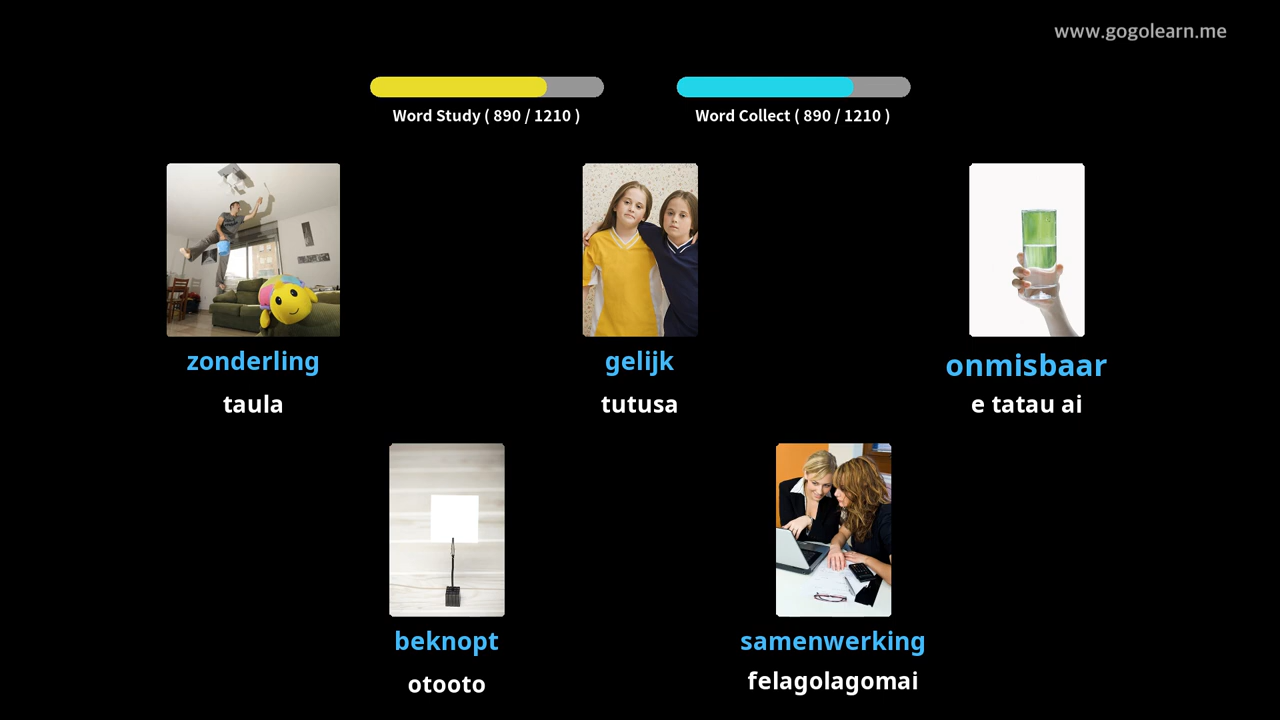 www.gogolearn.me
Word Study ( 890 / 1210 )
Word Collect ( 890 / 1210 )
zonderling
taula
gelijk
tutusa
onmisbaar
e tatau ai
beknopt
otooto
samenwerking
felagolagomai